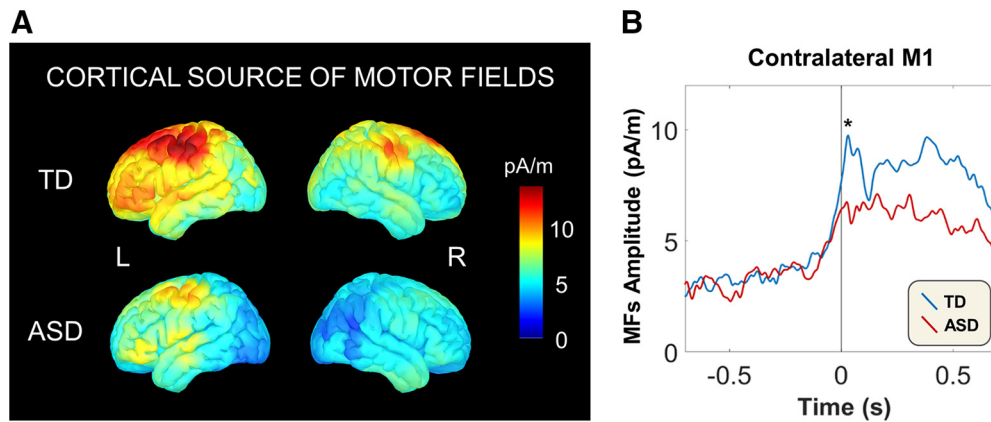 A
CORTICAL SOURCE OF MOTOR FIELDS
TD
L
R
ASD
pA/m
10
5
0
B
Contralateral M1
*
MFs Amplitude (pA/m)
10
5
0
-0.5
0
0.5
Time (s)
TD
ASD